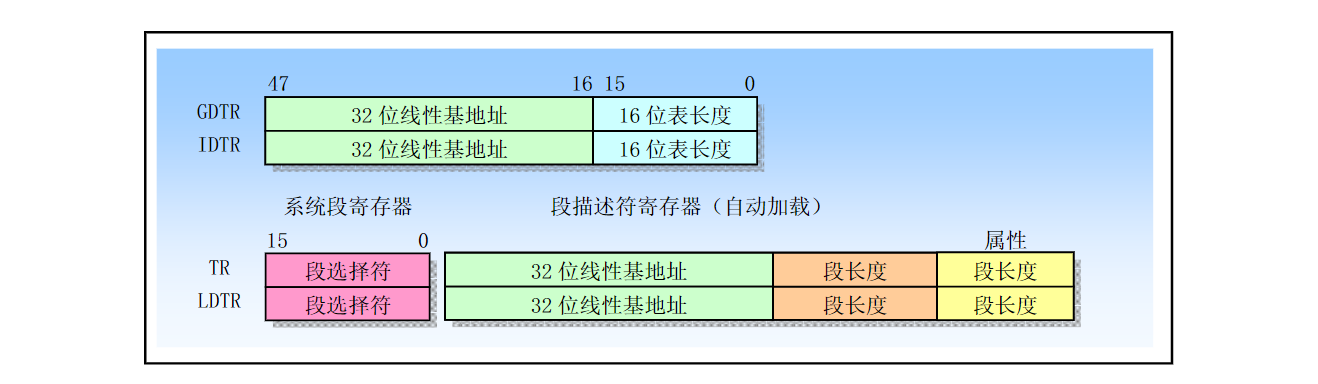 47 16 15 0
GDTR 32 位线性基地址 16 位表长度
IDTR 32 位线性基地址 16 位表长度
系统段寄存器 段描述符寄存器（自动加载）
15 0 属性
TR 段选择符 32 位线性基地址 段长度 段长度
LDTR 段选择符 32 位线性基地址 段长度 段长度